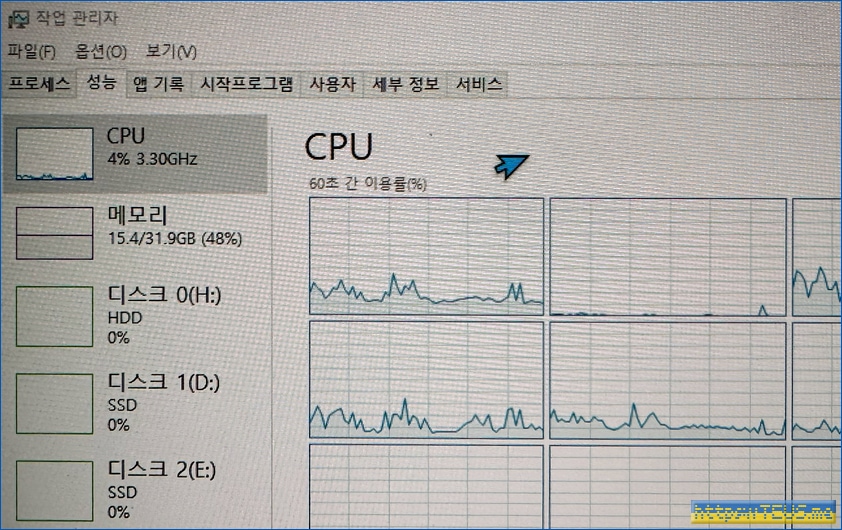 작업 관리자
파일(F) 옵션(O) 보기(V)
프로세스 성능 앱 기록 시작프로그램 사용자 세부 정보 서비스
CPU
4% 3.30GHz
메모리
15.4/31.9GB (48%)
디스크 0(H:)
HDD
0%
디스크 1(D:)
SSD
0%
디스크 2(E:)
SSD
0%
CPU
60초 간 이용률(%)